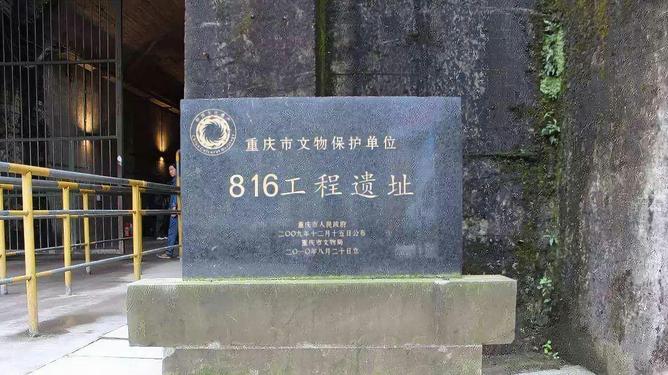 重庆市文物保护单位
816工程遗址
重庆市人民政府
二〇〇九年十二月十五日公布
重庆市文物局
二〇一〇年八月二十日立